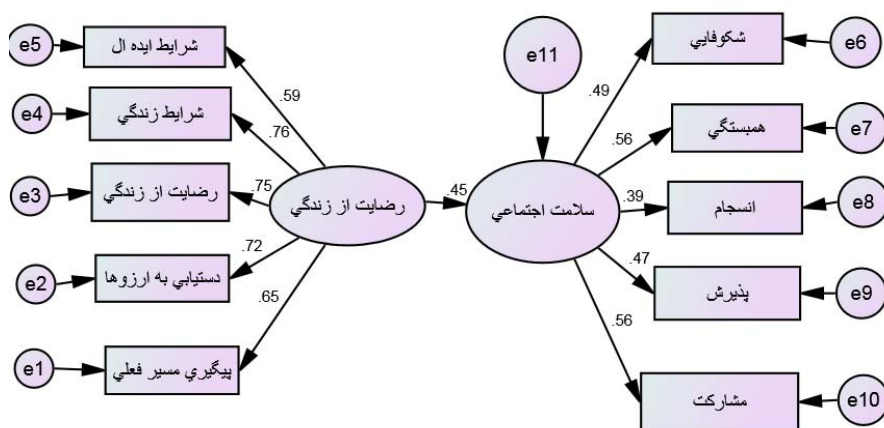 e5
شرايط ايده ال
.59
e4
شرايط زندگي
.76
e3
رضايت از زندگي
.75
e2
دستيابي به ارزوها
.72
e1
پيگيري مسير فعلي
.65
رضايت از زندگي
.45
سلامت اجتماعي
e11
شكوفايي
.49
e6
همبستگي
.56
e7
انسجام
.39
e8
پذيرش
.47
e9
مشاركت
.56
e10